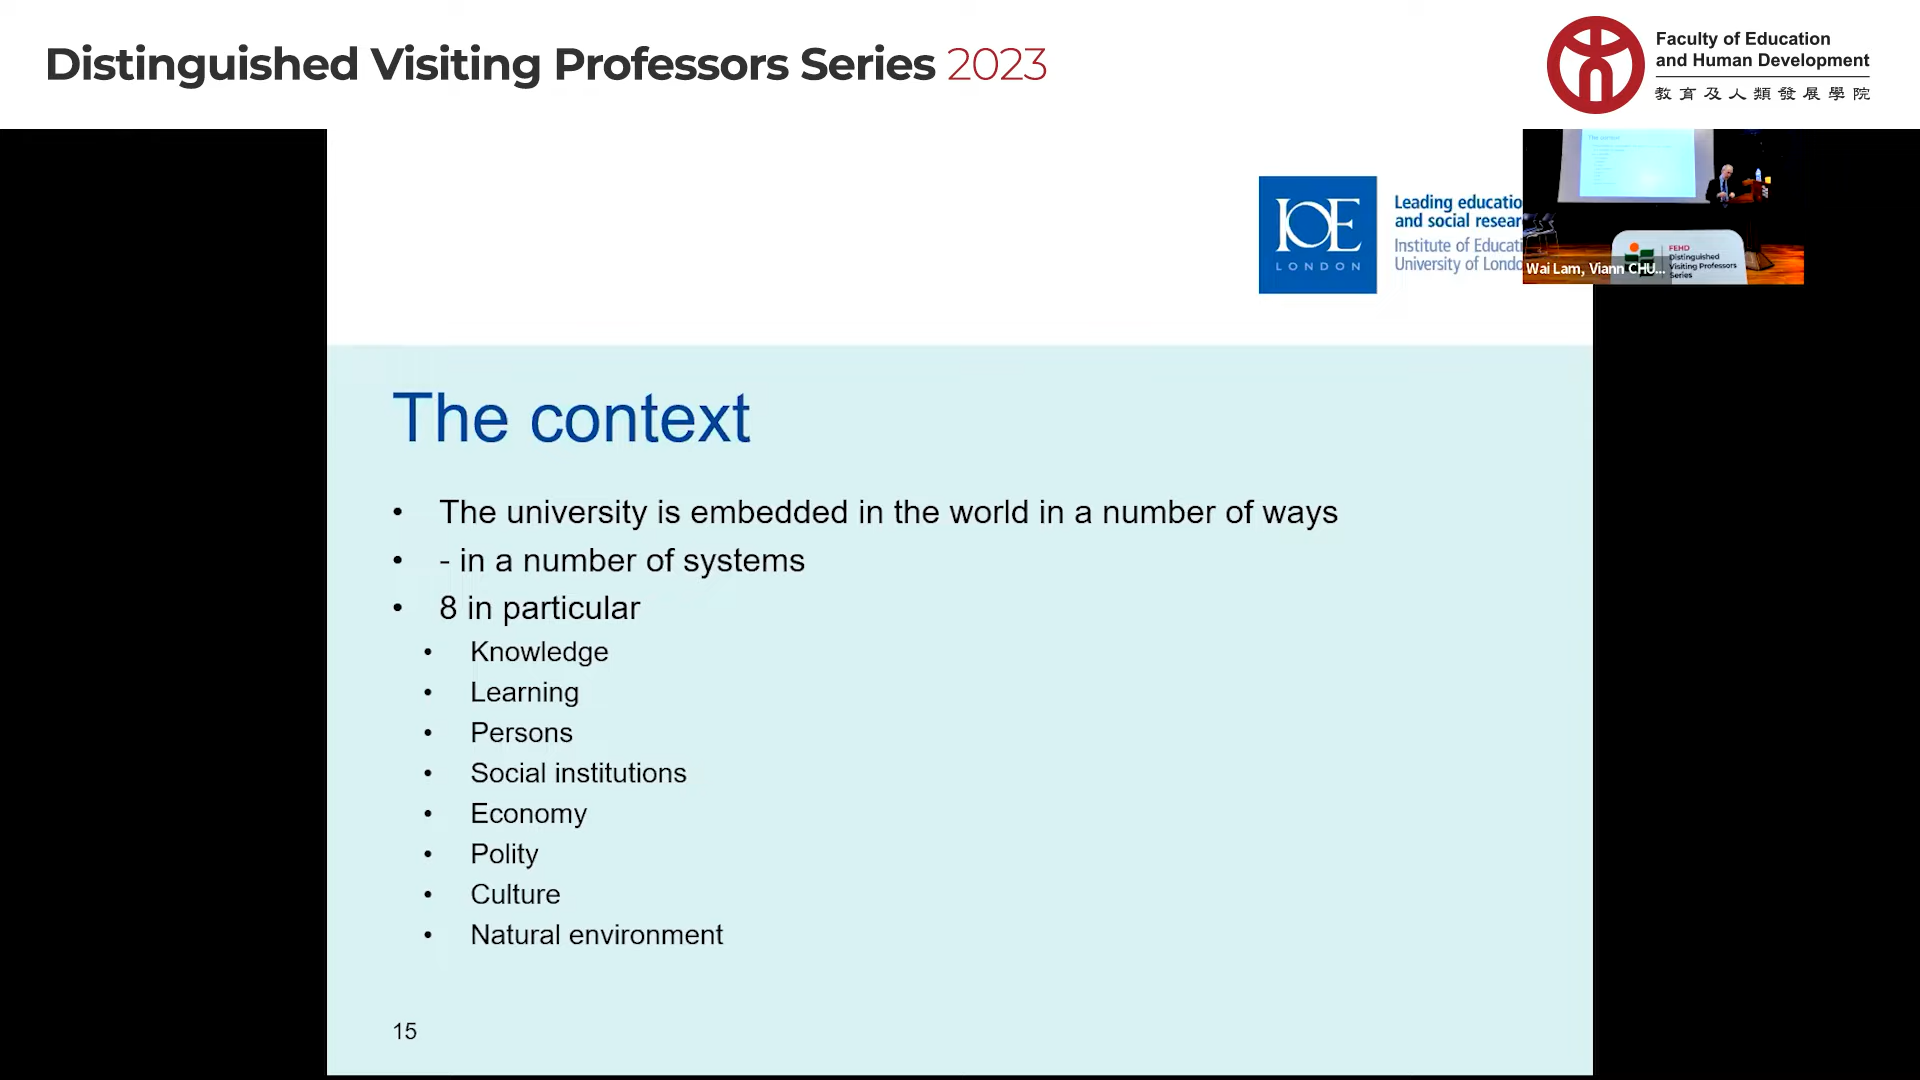 Distinguished Visiting Professors Series 2023
Faculty of Education
and Human Development
教育及人類發展學院
IOE
LONDON
Leading educatio
and social resear
Institute of Educati
University of Londo
The context
FEHD
Distinguished
Visiting Professors
Series
Wai Lam, Viann CHU...
The context
• The university is embedded in the world in a number of ways
• - in a number of systems
• 8 in particular
• Knowledge
• Learning
• Persons
• Social institutions
• Economy
• Polity
• Culture
• Natural environment
15